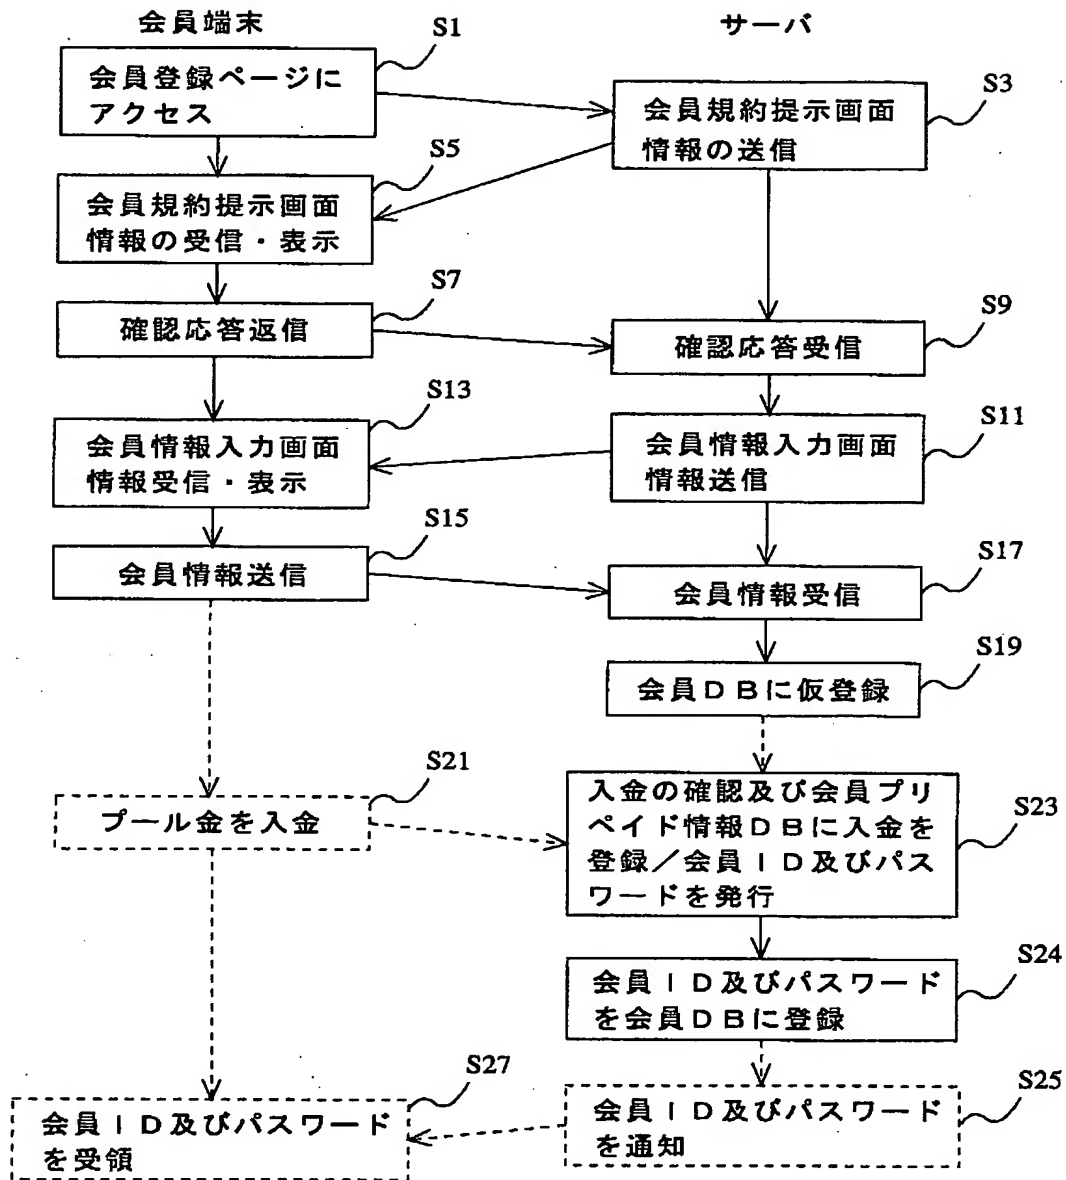 会員端末
サーバ
S1
会員登録ページに
アクセス
S3
会員規約提示画面
情報の送信
S5
会員規約提示画面
情報の受信・表示
S7
確認応答返信
S9
確認応答受信
S13
会員情報入力画面
情報受信・表示
S11
会員情報入力画面
情報送信
S15
会員情報送信
S17
会員情報受信
S19
会員DBに仮登録
S21
プール金を入金
S23
入金の確認及び会員プリ
ペイド情報DBに入金を
登録/会員ID及びパス
ワードを発行
S24
会員ID及びパスワード
を会員DBに登録
S27
会員ID及びパスワード
を受領
S25
会員ID及びパスワード
を通知